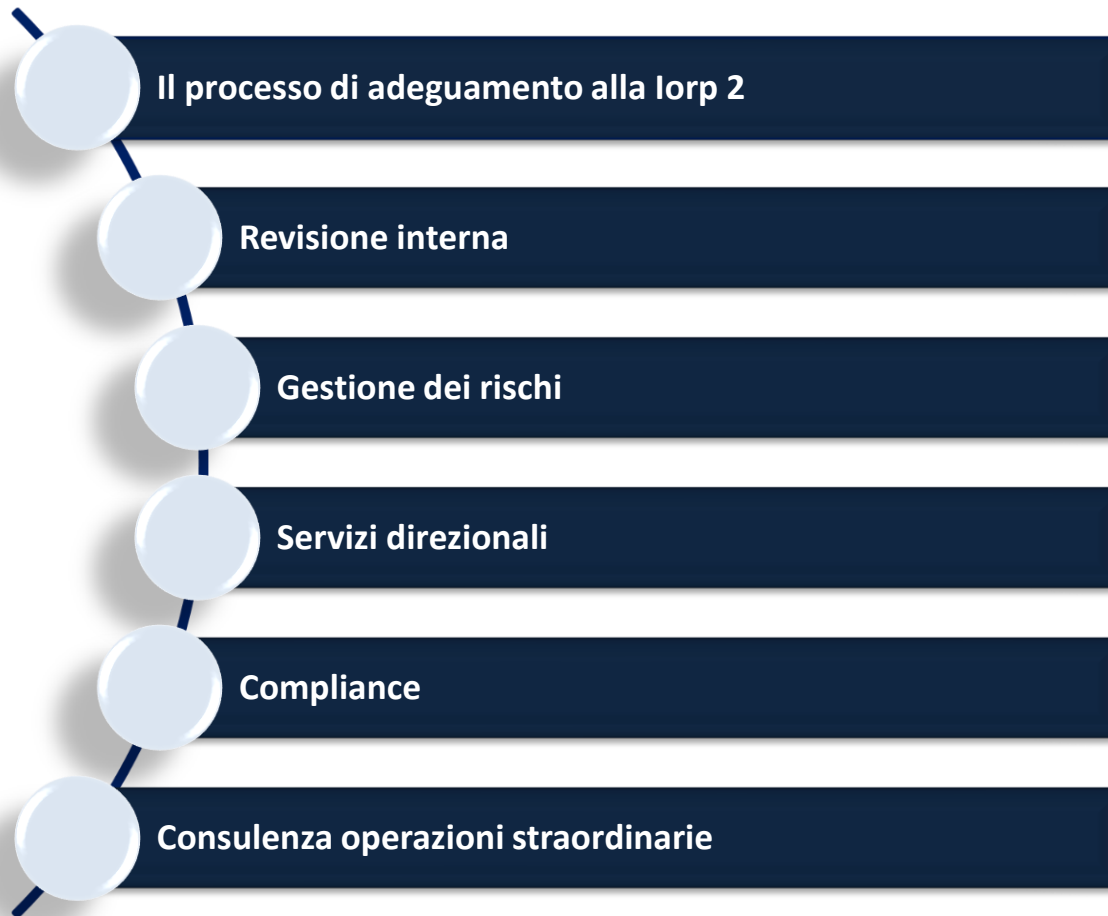 Il processo di adeguamento alla Iorp 2
Revisione interna
Gestione dei rischi
Servizi direzionali
Compliance
Consulenza operazioni straordinarie